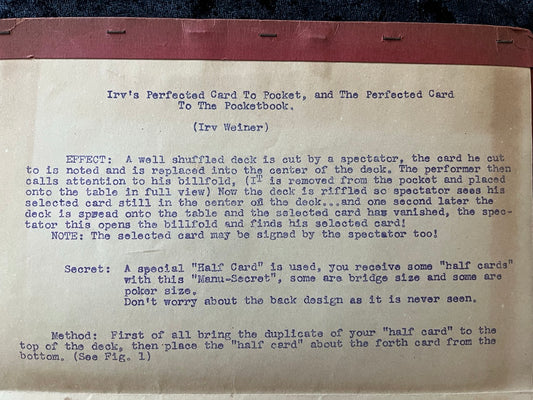 Irv's Perfected Card To Pocket, and The Perfected Card
To The Pocketbook.
(Irv Weiner)
EFFECT: A well shuffled deck is cut by a spectator, the card he cut
to is noted and is replaced into the center of the deck. The performer then
calls attention to his billfold, (IT is removed from the pocket and placed
onto the table in full view) Now the deck is riffled so spectator sees his
selected card still in the center of the deck...and one second later the
deck is spread onto the table and the selected card has vanished, the spec-
tator this opens the billfold and finds his selected card!
NOTE: The selected card may be signed by the spectator too!
Secret: A special "Half Card" is used, you receive some "half cards"
with this "Manu-Secret", some are bridge size and some are
poker size.
Don't worry about the back design as it is never seen.
Method: First of all bring the duplicate of your "half card" to the
top of the deck, then place the "half card" about the forth card from the
bottom. (See Fig. 1)